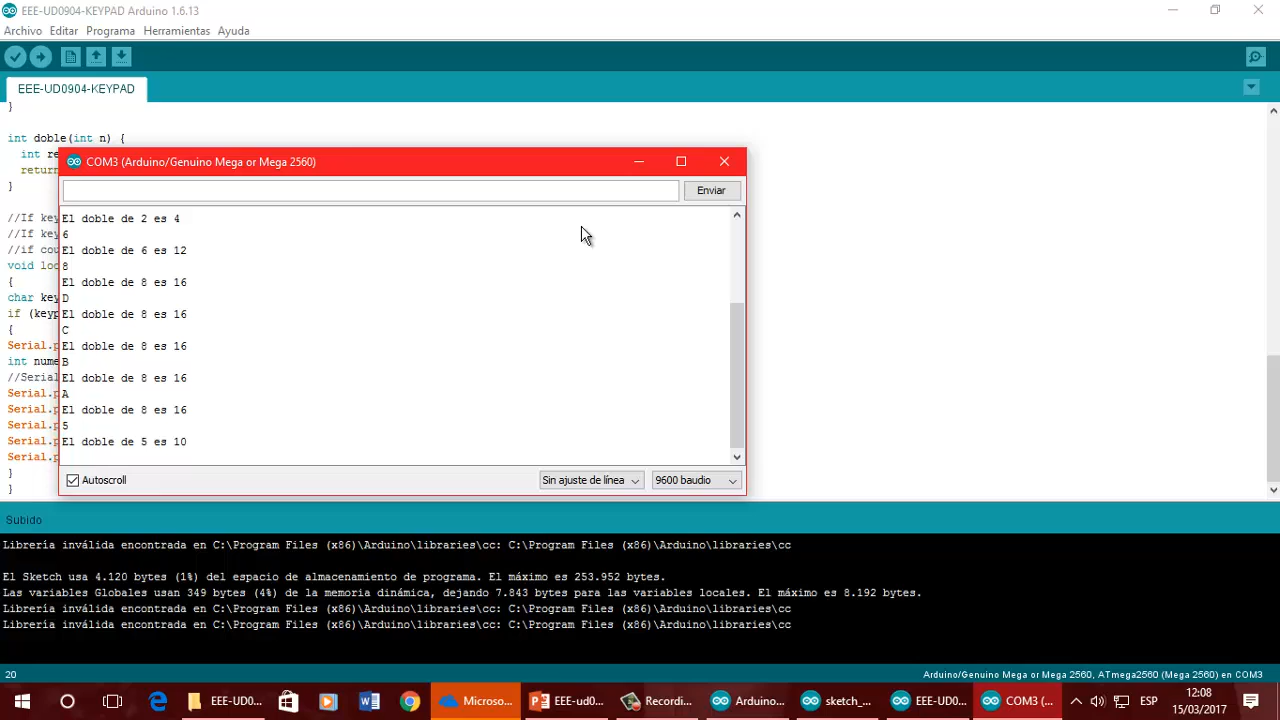 EEE-UD0904-KEYPAD Arduino 1.6.13
Archivo Editar Programa Herramientas Ayuda
EEE-UD0904-KEYPAD
}
int doble(int n) {
int re
return
}
//If key
//If key
//if cou
void loo
{
char key
if (keyp
{
Serial.p
int nume
//Serial
Serial.p
Serial.p
Serial.p
Serial.p
Serial.p
}
}
COM3 (Arduino/Genuino Mega or Mega 2560)
Enviar
El doble de 2 es 4
6
El doble de 6 es 12
8
El doble de 8 es 16
D
El doble de 8 es 16
C
El doble de 8 es 16
B
El doble de 8 es 16
A
El doble de 8 es 16
5
El doble de 5 es 10
Autoscroll
Sin ajuste de línea
9600 baudio
Subido
Librería inválida encontrada en C:\Program Files (x86)\Arduino\libraries\cc: C:\Program Files (x86)\Arduino\libraries\cc
El Sketch usa 4.120 bytes (1%) del espacio de almacenamiento de programa. El máximo es 253.952 bytes.
Las variables Globales usan 349 bytes (4%) de la memoria dinámica, dejando 7.843 bytes para las variables locales. El máximo es 8.192 bytes.
Librería inválida encontrada en C:\Program Files (x86)\Arduino\libraries\cc: C:\Program Files (x86)\Arduino\libraries\cc
Librería inválida encontrada en C:\Program Files (x86)\Arduino\libraries\cc: C:\Program Files (x86)\Arduino\libraries\cc
20
Arduino/Genuino Mega or Mega 2560, ATmega2560 (Mega 2560) en COM3
EEE-UD0...
Microso...
EEE-ud0...
Recordi...
Arduino...
sketch_...
EEE-UD0...
COM3 (...
ESP
12:08
15/03/2017